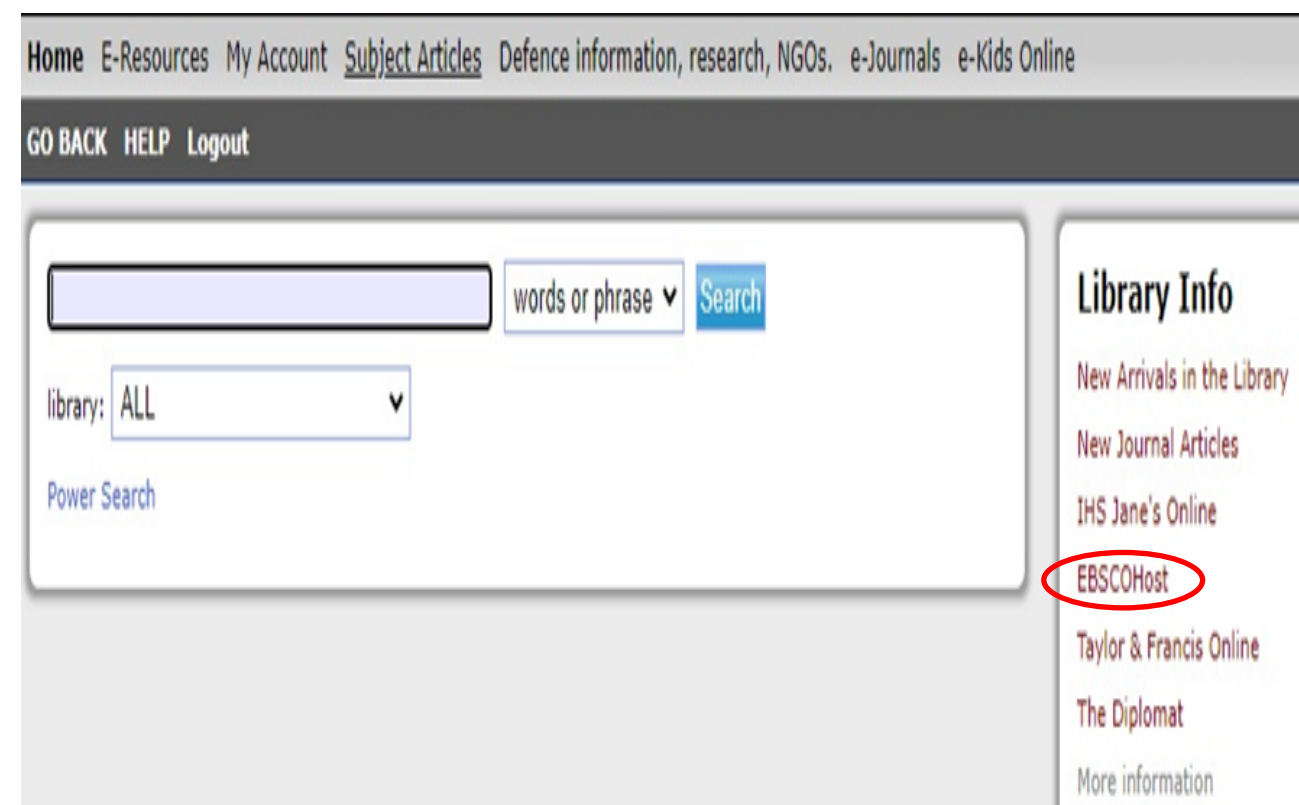 Home E-Resources My Account Subject Articles Defence information, research, NGOs. e-Journals e-Kids Online
GO BACK HELP Logout
words or phrase Search
library: ALL
Power Search
Library Info
New Arrivals in the Library
New Journal Articles
IHS Jane's Online
EBSCOHost
Taylor & Francis Online
The Diplomat
More information